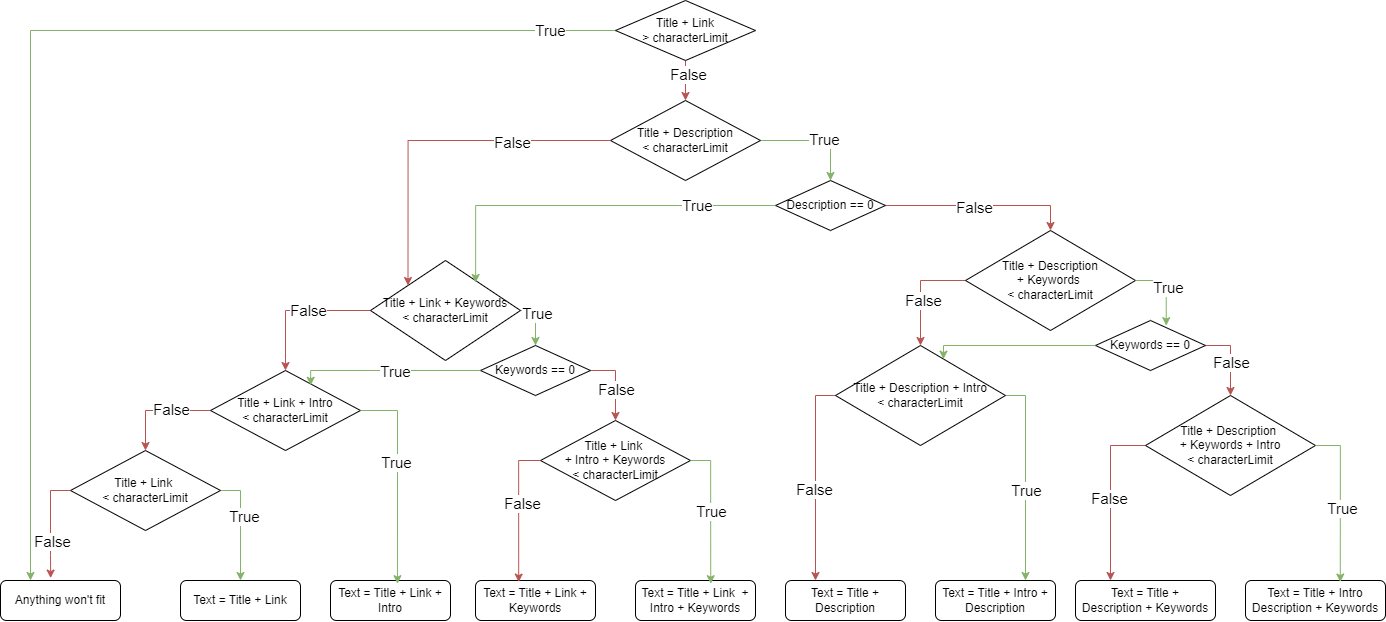 Title + Link
> characterLimit
True
False
Title + Description
< characterLimit
False
True
Description == 0
True
False
Title + Description
+ Keywords
< characterLimit
False
True
Title + Link + Keywords
< characterLimit
False
True
Keywords == 0
True
False
Keywords == 0
False
Title + Description + Intro
< characterLimit
Title + Link + Intro
< characterLimit
False
True
Title + Link
+ Intro + Keywords
< characterLimit
False
True
Title + Description
+ Keywords + Intro
< characterLimit
False
True
False
True
Title + Link
< characterLimit
False
True
Anything won't fit
Text = Title + Link
Text = Title + Link +
Intro
Text = Title + Link +
Keywords
Text = Title + Link +
Intro + Keywords
Text = Title +
Description
Text = Title + Intro +
Description
Text = Title +
Description + Keywords
Text = Title + Intro
Description + Keywords